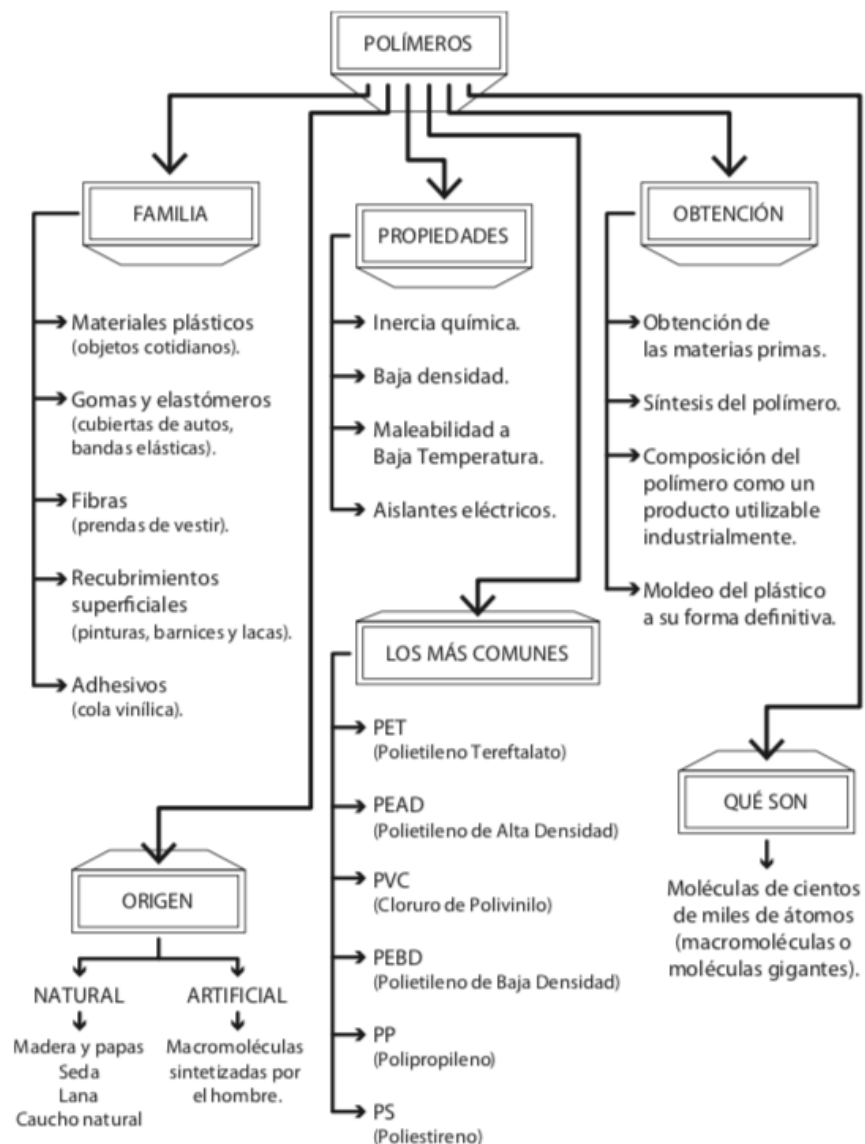 POLÍMEROS
FAMILIA
Materiales plásticos
(objetos cotidianos).
Gomas y elastómeros
(cubiertas de autos,
bandas elásticas).
Fibras
(prendas de vestir).
Recubrimientos
superficiales
(pinturas, barnices y lacas).
Adhesivos
(cola vinílica).
PROPIEDADES
Inercia química.
Baja densidad.
Maleabilidad a
Baja Temperatura.
Aislantes eléctricos.
OBTENCIÓN
Obtención de
las materias primas.
Síntesis del polímero.
Composición del
polímero como un
producto utilizable
industrialmente.
Moldeo del plástico
a su forma definitiva.
LOS MÁS COMUNES
PET
(Polietileno Tereftalato)
PEAD
(Polietileno de Alta Densidad)
PVC
(Cloruro de Polivinilo)
PEBD
(Polietileno de Baja Densidad)
PP
(Polipropileno)
PS
(Poliestireno)
QUÉ SON
Moléculas de cientos
de miles de átomos
(macromoléculas o
moléculas gigantes).
ORIGEN
NATURAL
Madera y papas
Seda
Lana
Caucho natural
ARTIFICIAL
Macromoléculas
sintetizadas por
el hombre.